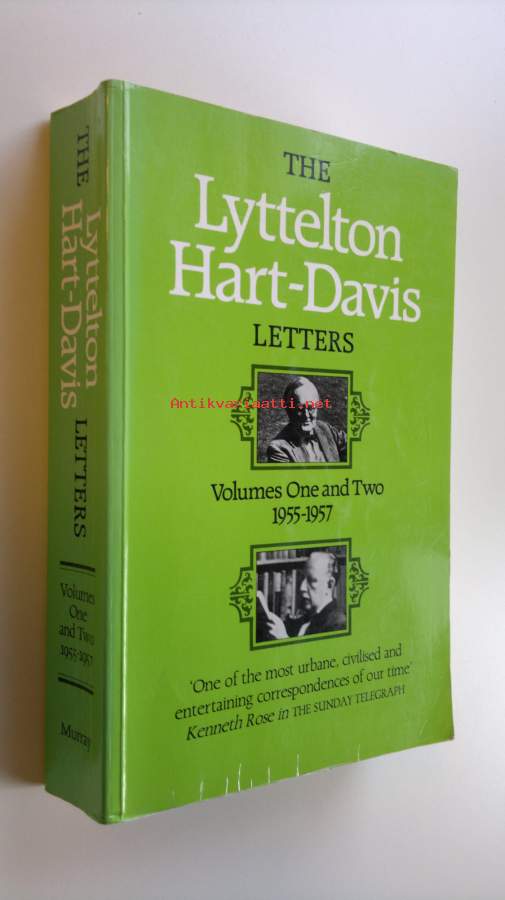 THE
Lyttelton
Hart-Davis
LETTERS
Antikvariaatti.net
Volumes One and Two
1955-1957
'One of the most urbane, civilised and
entertaining correspondences of our time'
Kenneth Rose in THE SUNDAY TELEGRAPH
THE
Lyttelton
Hart-Davis
LETTERS
Volumes
One
and Two
1955-1957
Murray